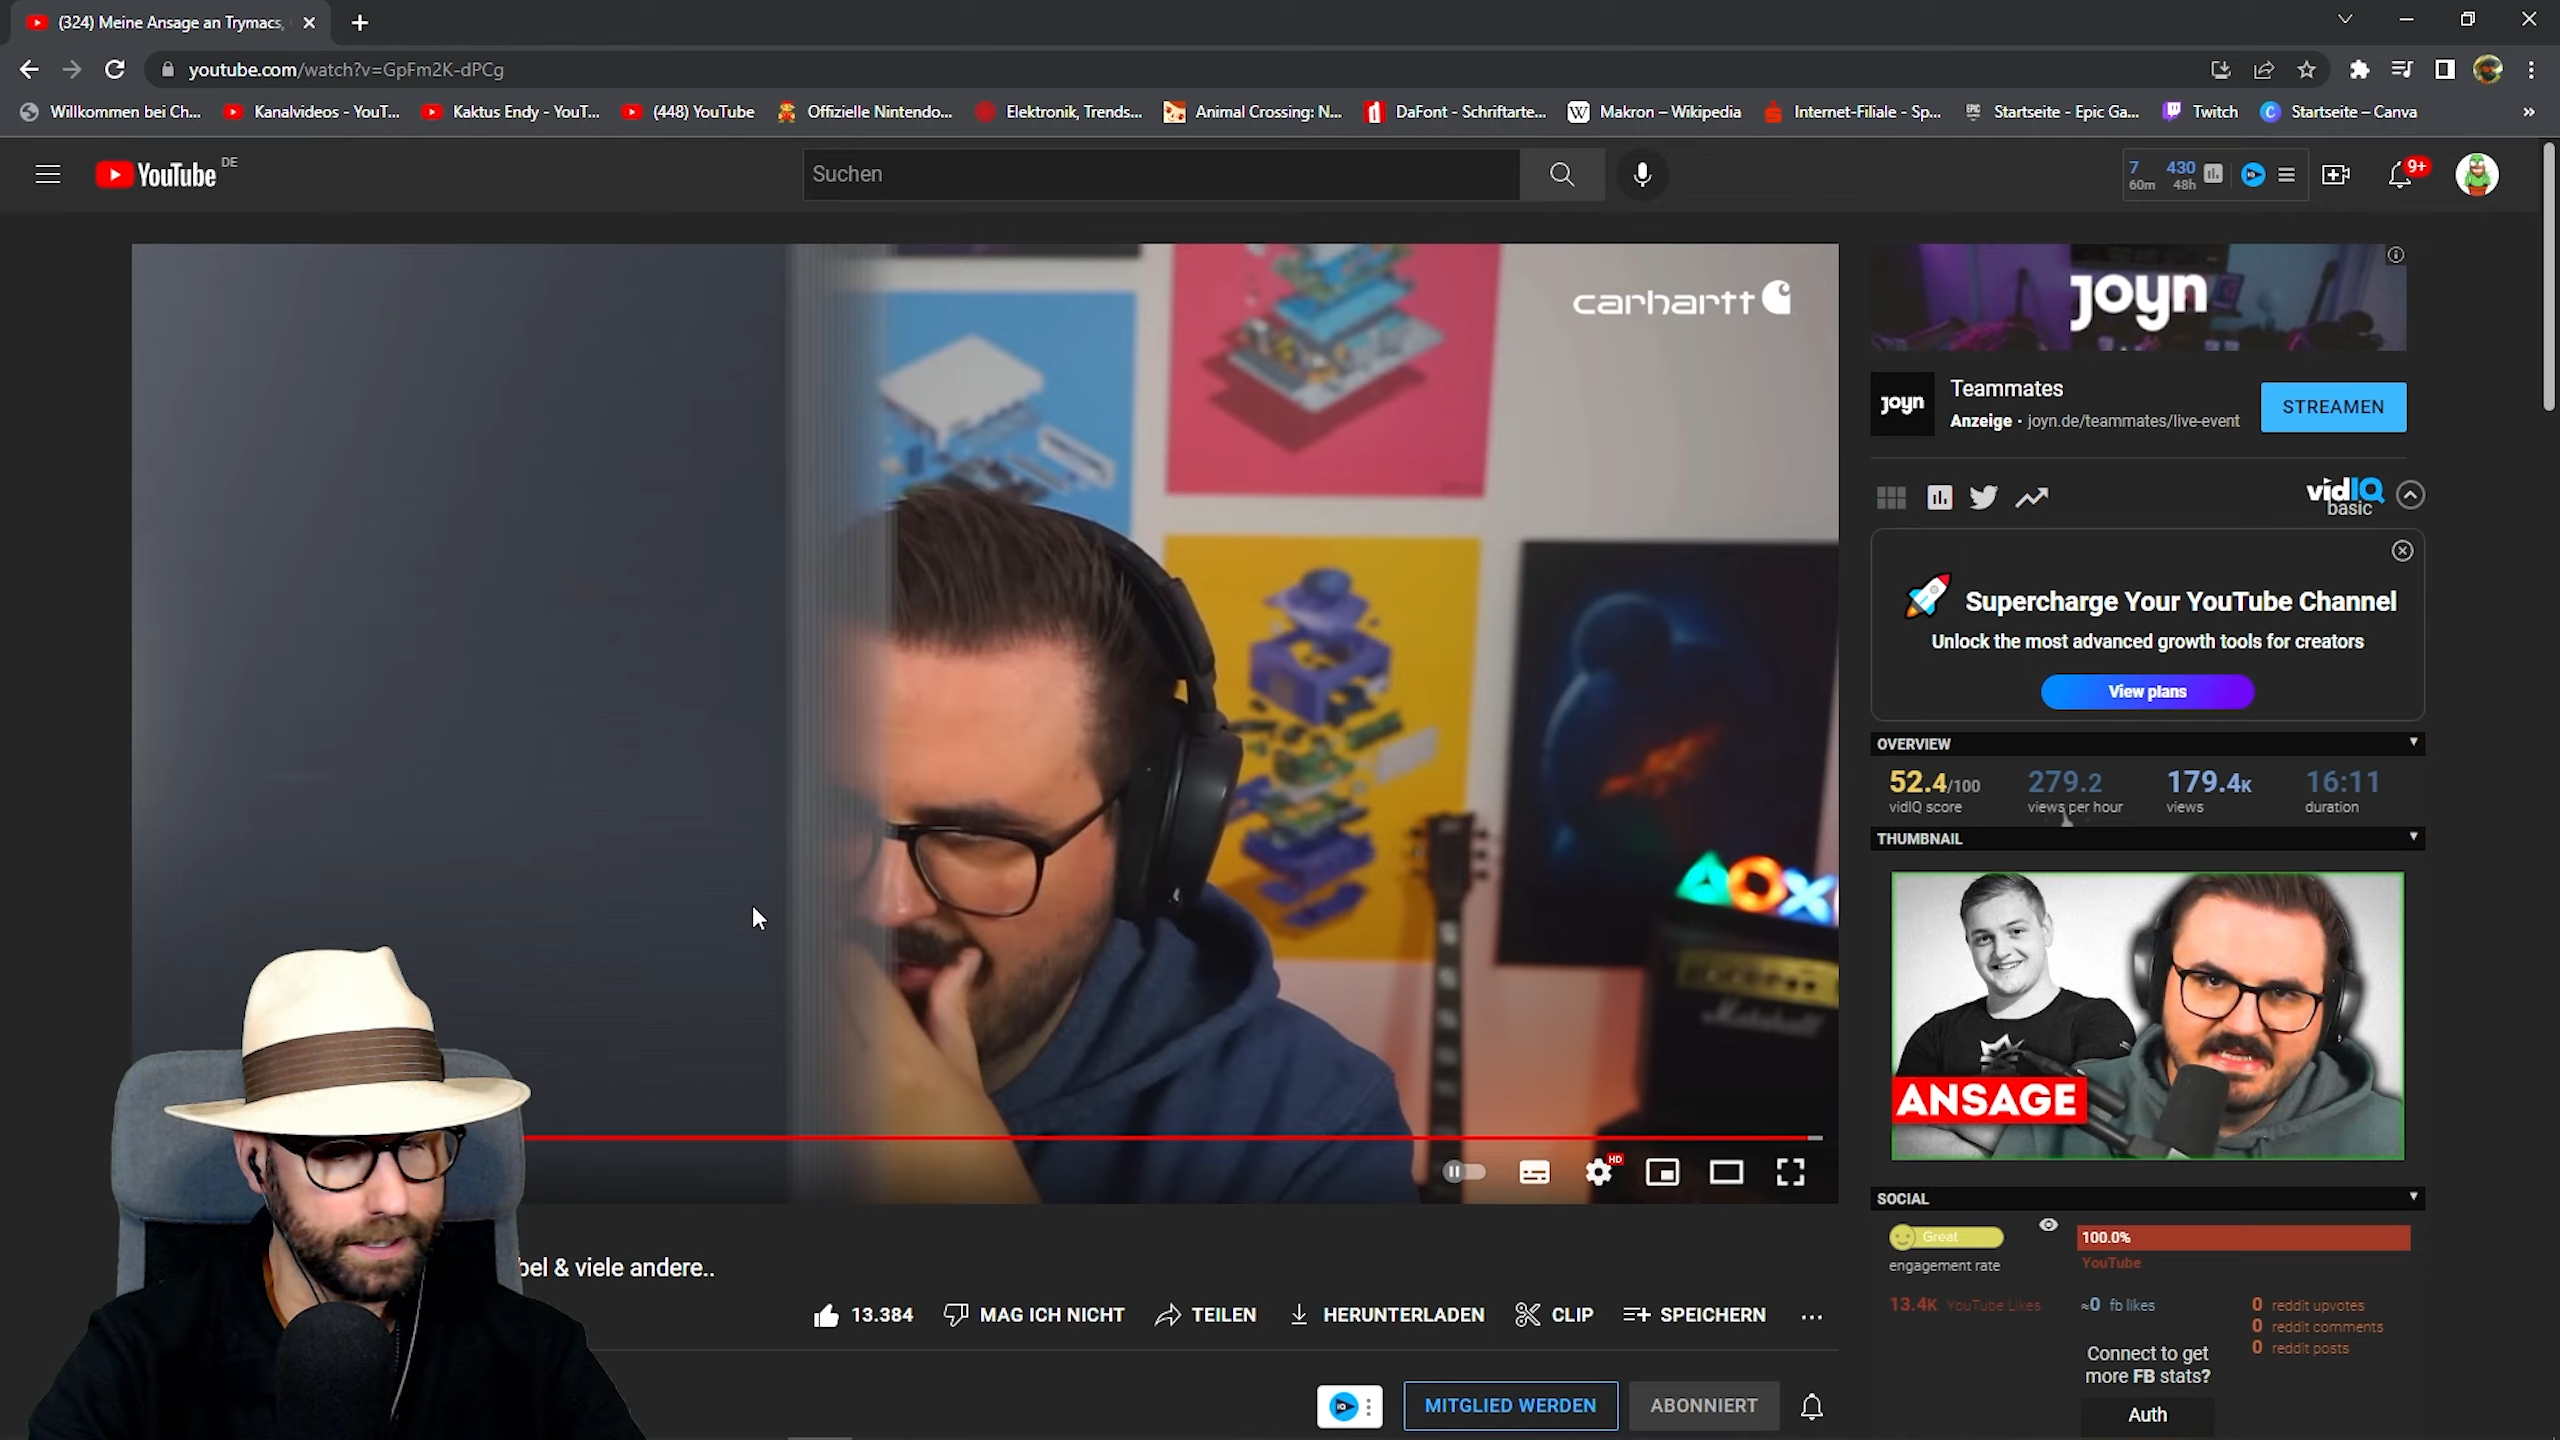 (324) Meine Ansage an Trymacs,
youtube.com/watch?v=GpFm2K-dPCg
Willkommen bei Ch...
Kanalvideos - YouT...
Kaktus Endy - YouT...
(448) YouTube
Offizielle Nintendo...
Elektronik, Trends...
Animal Crossing: N...
DaFont - Schriftarte...
Makron – Wikipedia
Internet-Filiale - Sp...
Startseite - Epic Ga...
Twitch
Startseite – Canva
YouTube DE
Suchen
7
60m
430
48h
9+
carhartt
Marshall
joyn
joyn
Teammates
Anzeige · joyn.de/teammates/live-event
STREAMEN
vidIQ
basic
Supercharge Your YouTube Channel
Unlock the most advanced growth tools for creators
View plans
OVERVIEW
52.4/100
vidIQ score
279.2
views per hour
179.4K
views
16:11
duration
THUMBNAIL
ANSAGE
SOCIAL
Great
engagement rate
100.0%
YouTube
13.4K YouTube Likes
≈0 fb likes
0 reddit upvotes
0 reddit comments
0 reddit posts
Connect to get
more FB stats?
Auth
HD
bel & viele andere..
13.384
MAG ICH NICHT
TEILEN
HERUNTERLADEN
CLIP
SPEICHERN
MITGLIED WERDEN
ABONNIERT